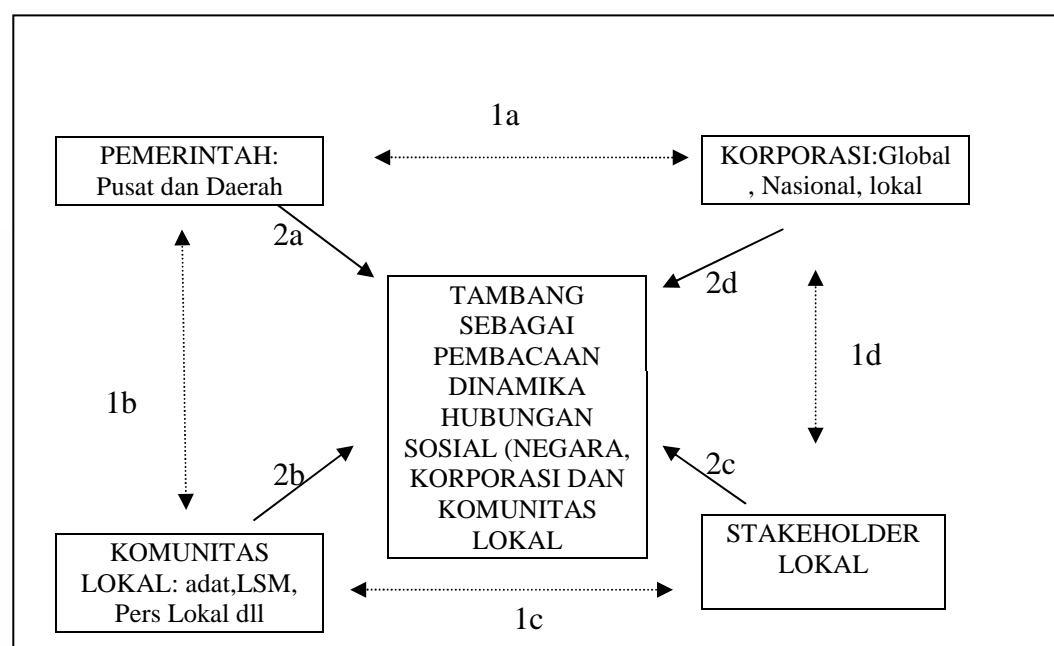 1a
PEMERINTAH:
Pusat dan Daerah
KORPORASI:Global
, Nasional, lokal
2a
2d
TAMBANG
SEBAGAI
PEMBACAAN
DINAMIKA
HUBUNGAN
SOSIAL (NEGARA,
KORPORASI DAN
KOMUNITAS
LOKAL
1b
1d
2b
2c
KOMUNITAS
LOKAL: adat,LSM,
Pers Lokal dll
STAKEHOLDER
LOKAL
1c